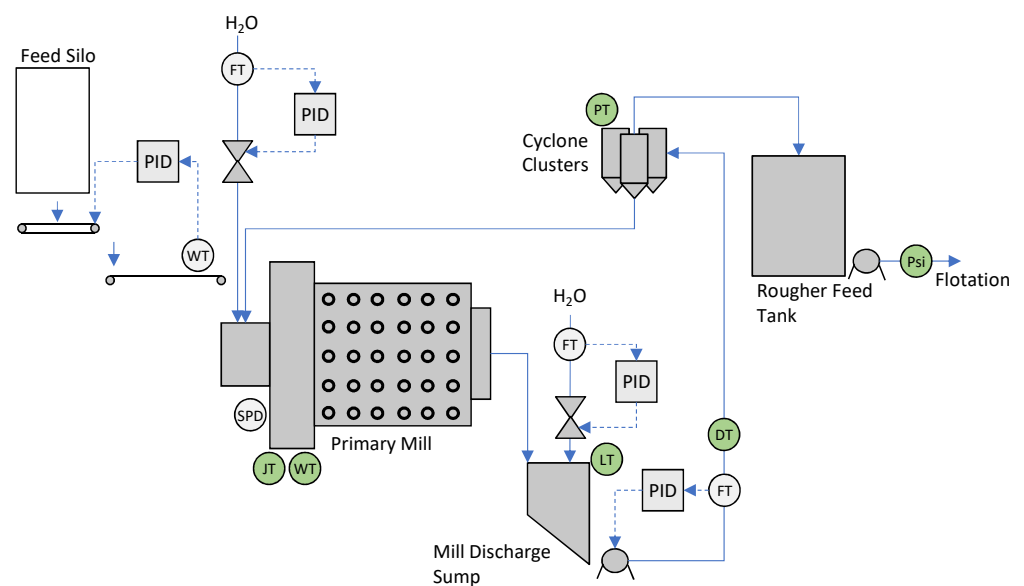 H2O
Feed Silo
FT
PID
PT
PID
Cyclone
Clusters
WT
Psi
Flotation
Rougher Feed
Tank
H2O
FT
PID
SPD
Primary Mill
DT
JT
WT
LT
PID
FT
Mill Discharge
Sump